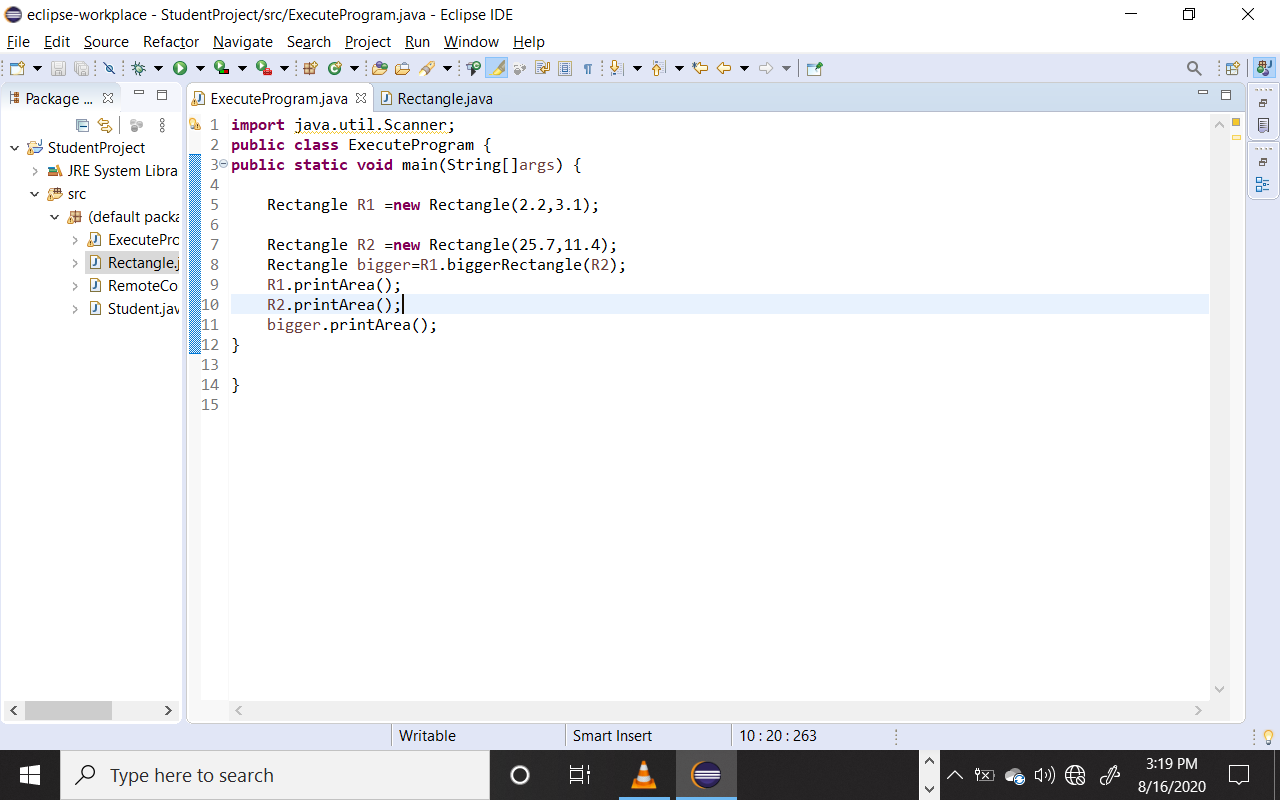 eclipse-workplace - StudentProject/src/ExecuteProgram.java - Eclipse IDE
File Edit Source Refactor Navigate Search Project Run Window Help
Package ...
ExecuteProgram.java
Rectangle.java
StudentProject
JRE System Libra
src
(default packa
ExecutePro
Rectangle.j
RemoteCo
Student.jav
1 import java.util.Scanner;
2 public class ExecuteProgram {
3 public static void main(String[]args) {
4
5 Rectangle R1 =new Rectangle(2.2,3.1);
6
7 Rectangle R2 =new Rectangle(25.7,11.4);
8 Rectangle bigger=R1.biggerRectangle(R2);
9 R1.printArea();
10 R2.printArea();
11 bigger.printArea();
12 }
13
14 }
15
Writable Smart Insert 10 : 20 : 263
Type here to search
3:19 PM
8/16/2020